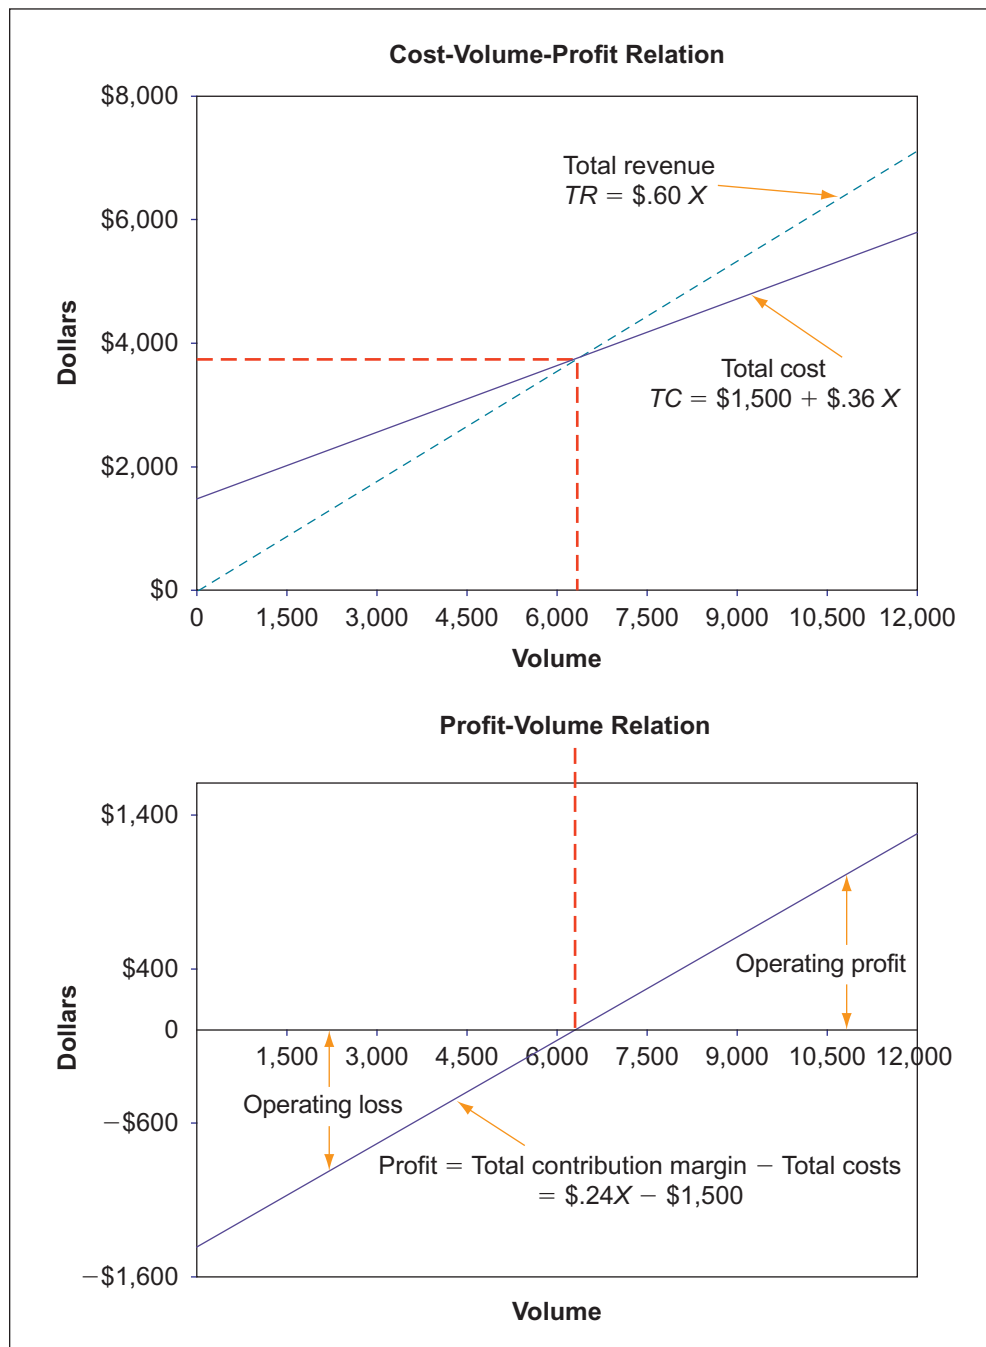 Cost-Volume-Profit Relation
$8,000
Total revenue
TR = $.60 X
$6,000
$4,000
Total cost
TC = $1,500 + $.36 X
Dollars
$2,000
$0
0 1,500 3,000 4,500 6,000 7,500 9,000 10,500 12,000
Volume
Profit-Volume Relation
$1,400
$400
Operating profit
Dollars
0
1,500 3,000 4,500 6,000 7,500 9,000 10,500 12,000
Operating loss
−$600
Profit = Total contribution margin − Total costs
= $.24X − $1,500
−$1,600
Volume